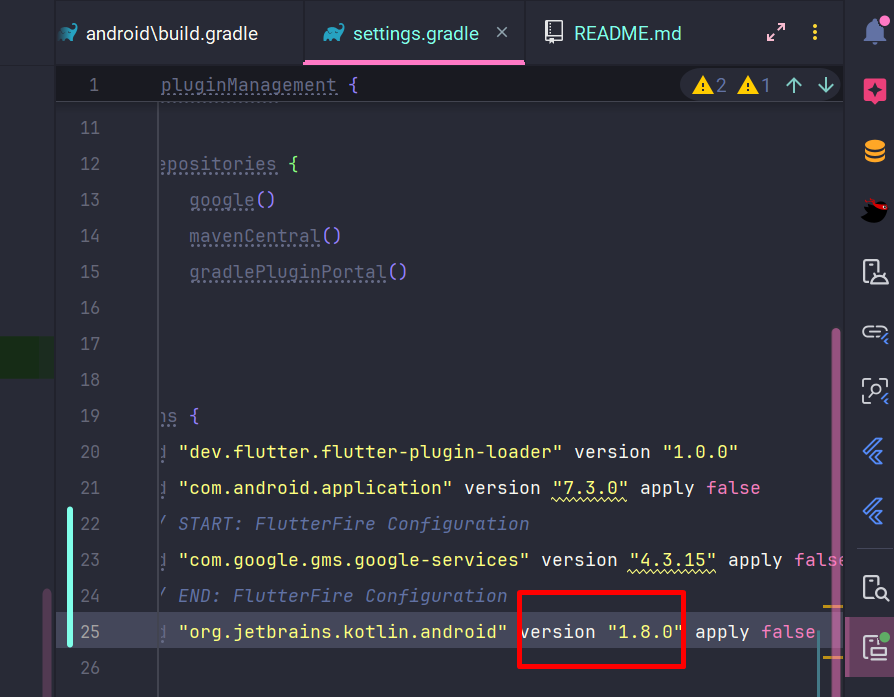 android\build.gradle settings.gradle README.md
1 pluginManagement { 2 1
11
12 epositories {
13 google()
14 mavenCentral()
15 gradlePluginPortal()
16
17
18
19 ns {
20 d "dev.flutter.flutter-plugin-loader" version "1.0.0"
21 d "com.android.application" version "7.3.0" apply false
22 / START: FlutterFire Configuration
23 d "com.google.gms.google-services" version "4.3.15" apply false
24 / END: FlutterFire Configuration
25 d "org.jetbrains.kotlin.android" version "1.8.0" apply false
26